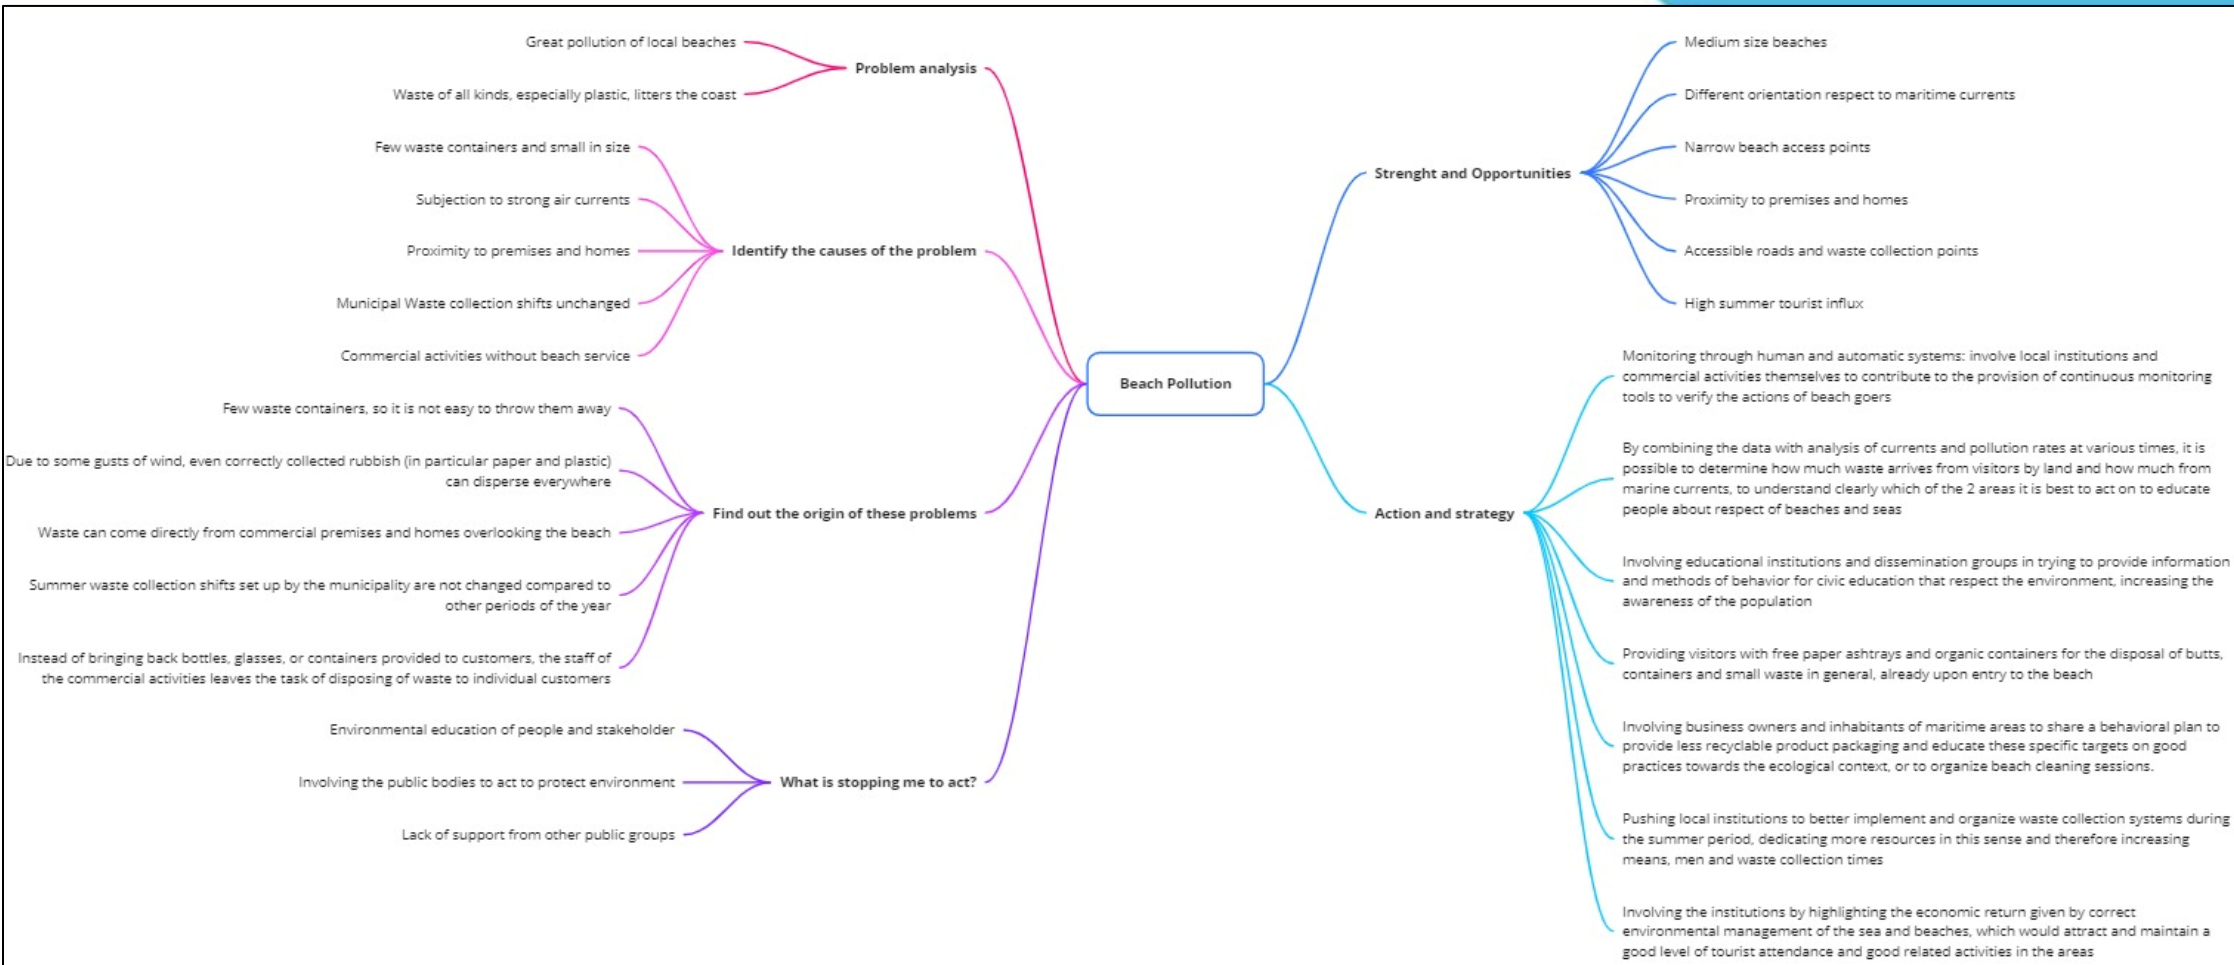 Beach Pollution
Problem analysis
Great pollution of local beaches
Waste of all kinds, especially plastic, litters the coast
Identify the causes of the problem
Few waste containers and small in size
Subjection to strong air currents
Proximity to premises and homes
Municipal Waste collection shifts unchanged
Commercial activities without beach service
Find out the origin of these problems
Few waste containers, so it is not easy to throw them away
Due to some gusts of wind, even correctly collected rubbish (in particular paper and plastic)
can disperse everywhere
Waste can come directly from commercial premises and homes overlooking the beach
Summer waste collection shifts set up by the municipality are not changed compared to
other periods of the year
Instead of bringing back bottles, glasses, or containers provided to customers, the staff of
the commercial activities leaves the task of disposing of waste to individual customers
What is stopping me to act?
Environmental education of people and stakeholder
Involving the public bodies to act to protect environment
Lack of support from other public groups
Strenght and Opportunities
Medium size beaches
Different orientation respect to maritime currents
Narrow beach access points
Proximity to premises and homes
Accessible roads and waste collection points
High summer tourist influx
Action and strategy
Monitoring through human and automatic systems: involve local institutions and
commercial activities themselves to contribute to the provision of continuous monitoring
tools to verify the actions of beach goers
By combining the data with analysis of currents and pollution rates at various times, it is
possible to determine how much waste arrives from visitors by land and how much from
marine currents, to understand clearly which of the 2 areas it is best to act on to educate
people about respect of beaches and seas
Involving educational institutions and dissemination groups in trying to provide information
and methods of behavior for civic education that respect the environment, increasing the
awareness of the population
Providing visitors with free paper ashtrays and organic containers for the disposal of butts,
containers and small waste in general, already upon entry to the beach
Involving business owners and inhabitants of maritime areas to share a behavioral plan to
provide less recyclable product packaging and educate these specific targets on good
practices towards the ecological context, or to organize beach cleaning sessions.
Pushing local institutions to better implement and organize waste collection systems during
the summer period, dedicating more resources in this sense and therefore increasing
means, men and waste collection times
Involving the institutions by highlighting the economic return given by correct
environmental management of the sea and beaches, which would attract and maintain a
good level of tourist attendance and good related activities in the areas